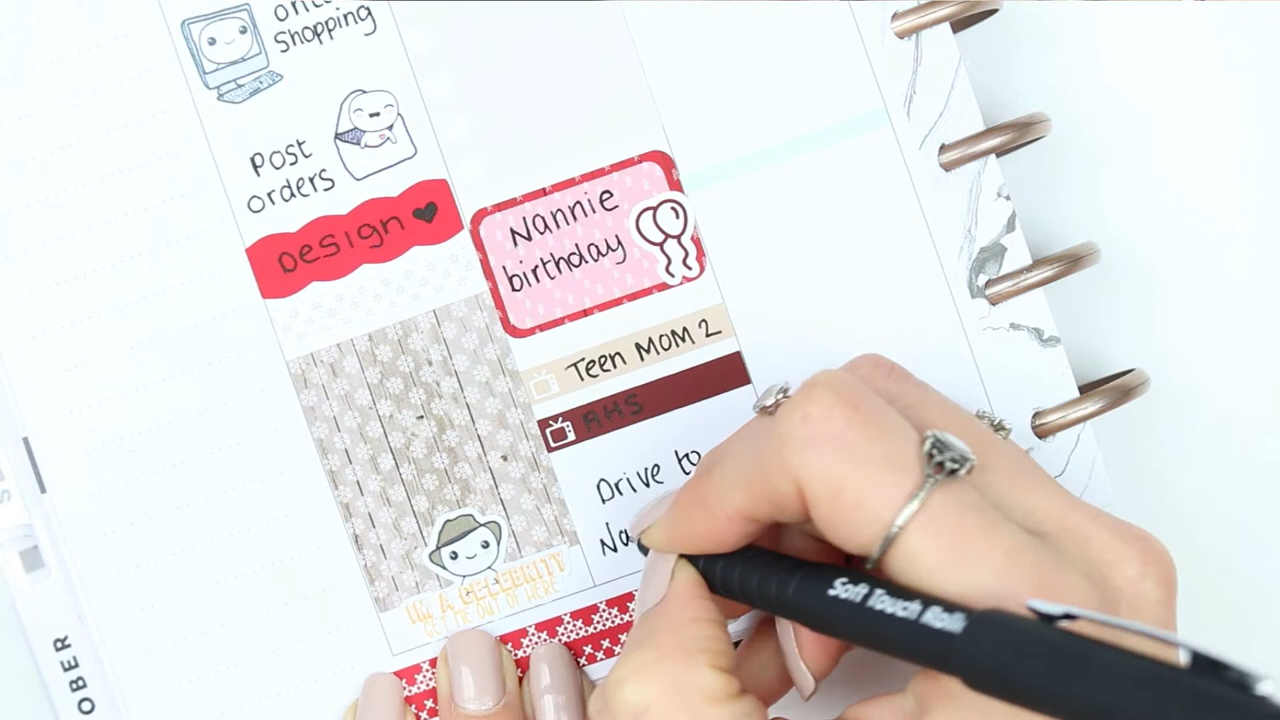 Shopping
Post
orders
Design
Nannie
birthday
Teen MOM 2
AHS
Drive to
Na
I'M A CELEBRITY
GET ME OUT OF HERE
Soft Touch
OBER